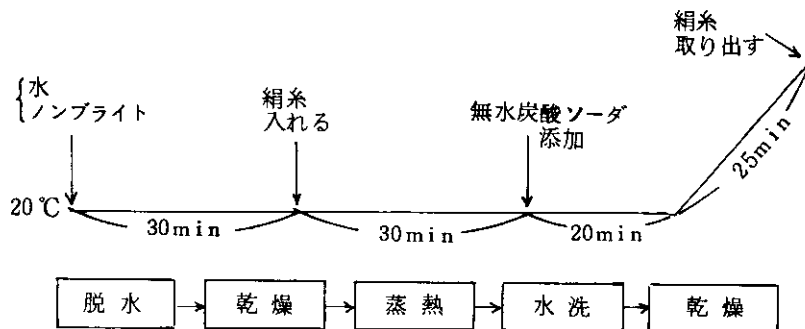 絹糸
取り出す
水
ノンブライト
絹糸
入れる
無水炭酸ソーダ
添加
20℃
30min
30min
20min
25min
脱水
乾燥
蒸熱
水洗
乾燥